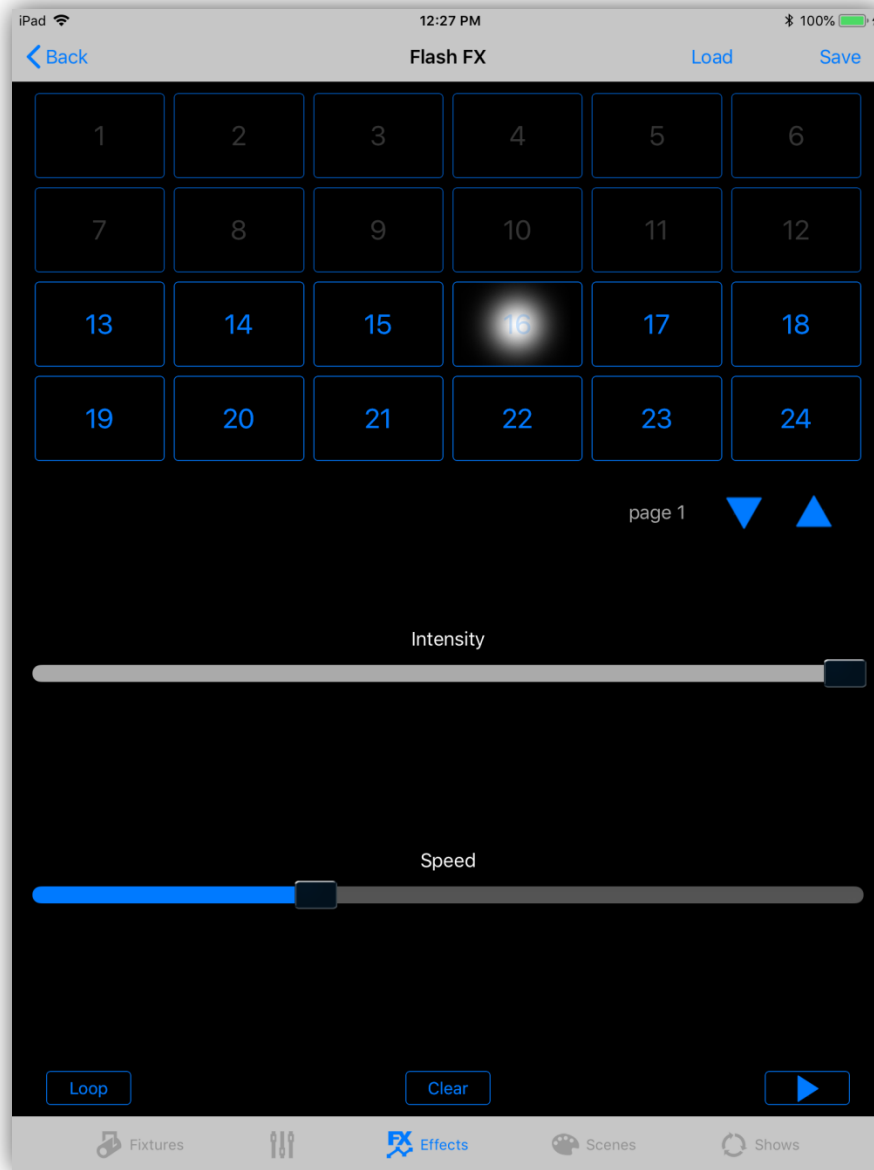 iPad 12:27 PM 100%
Back Flash FX Load Save
1 2 3 4 5 6
7 8 9 10 11 12
13 14 15 16 17 18
19 20 21 22 23 24
page 1
Intensity
Speed
Loop Clear
Fixtures FX Effects Scenes Shows